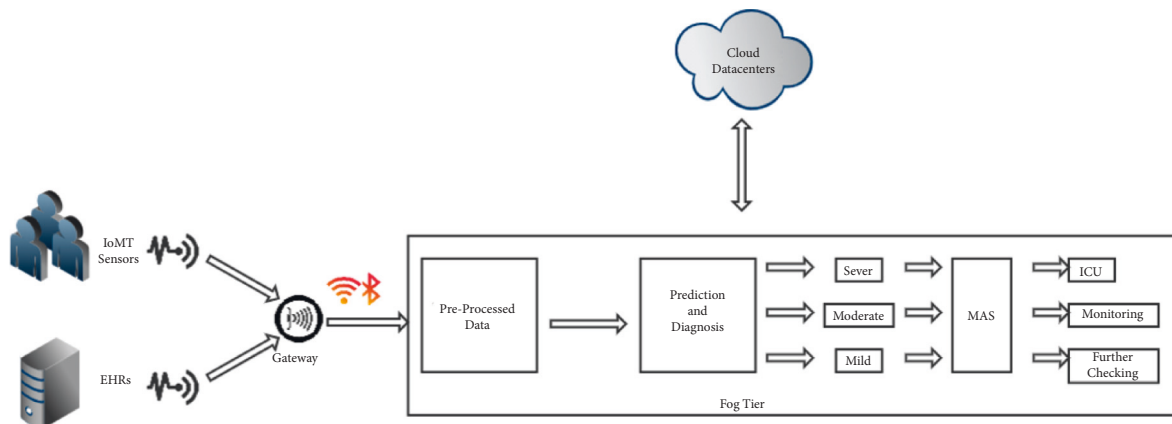 Cloud
Datacenters
IoMT
Sensors
EHRs
Gateway
Pre-Processed
Data
Prediction
and
Diagnosis
Sever
Moderate
Mild
MAS
ICU
Monitoring
Further
Checking
Fog Tier